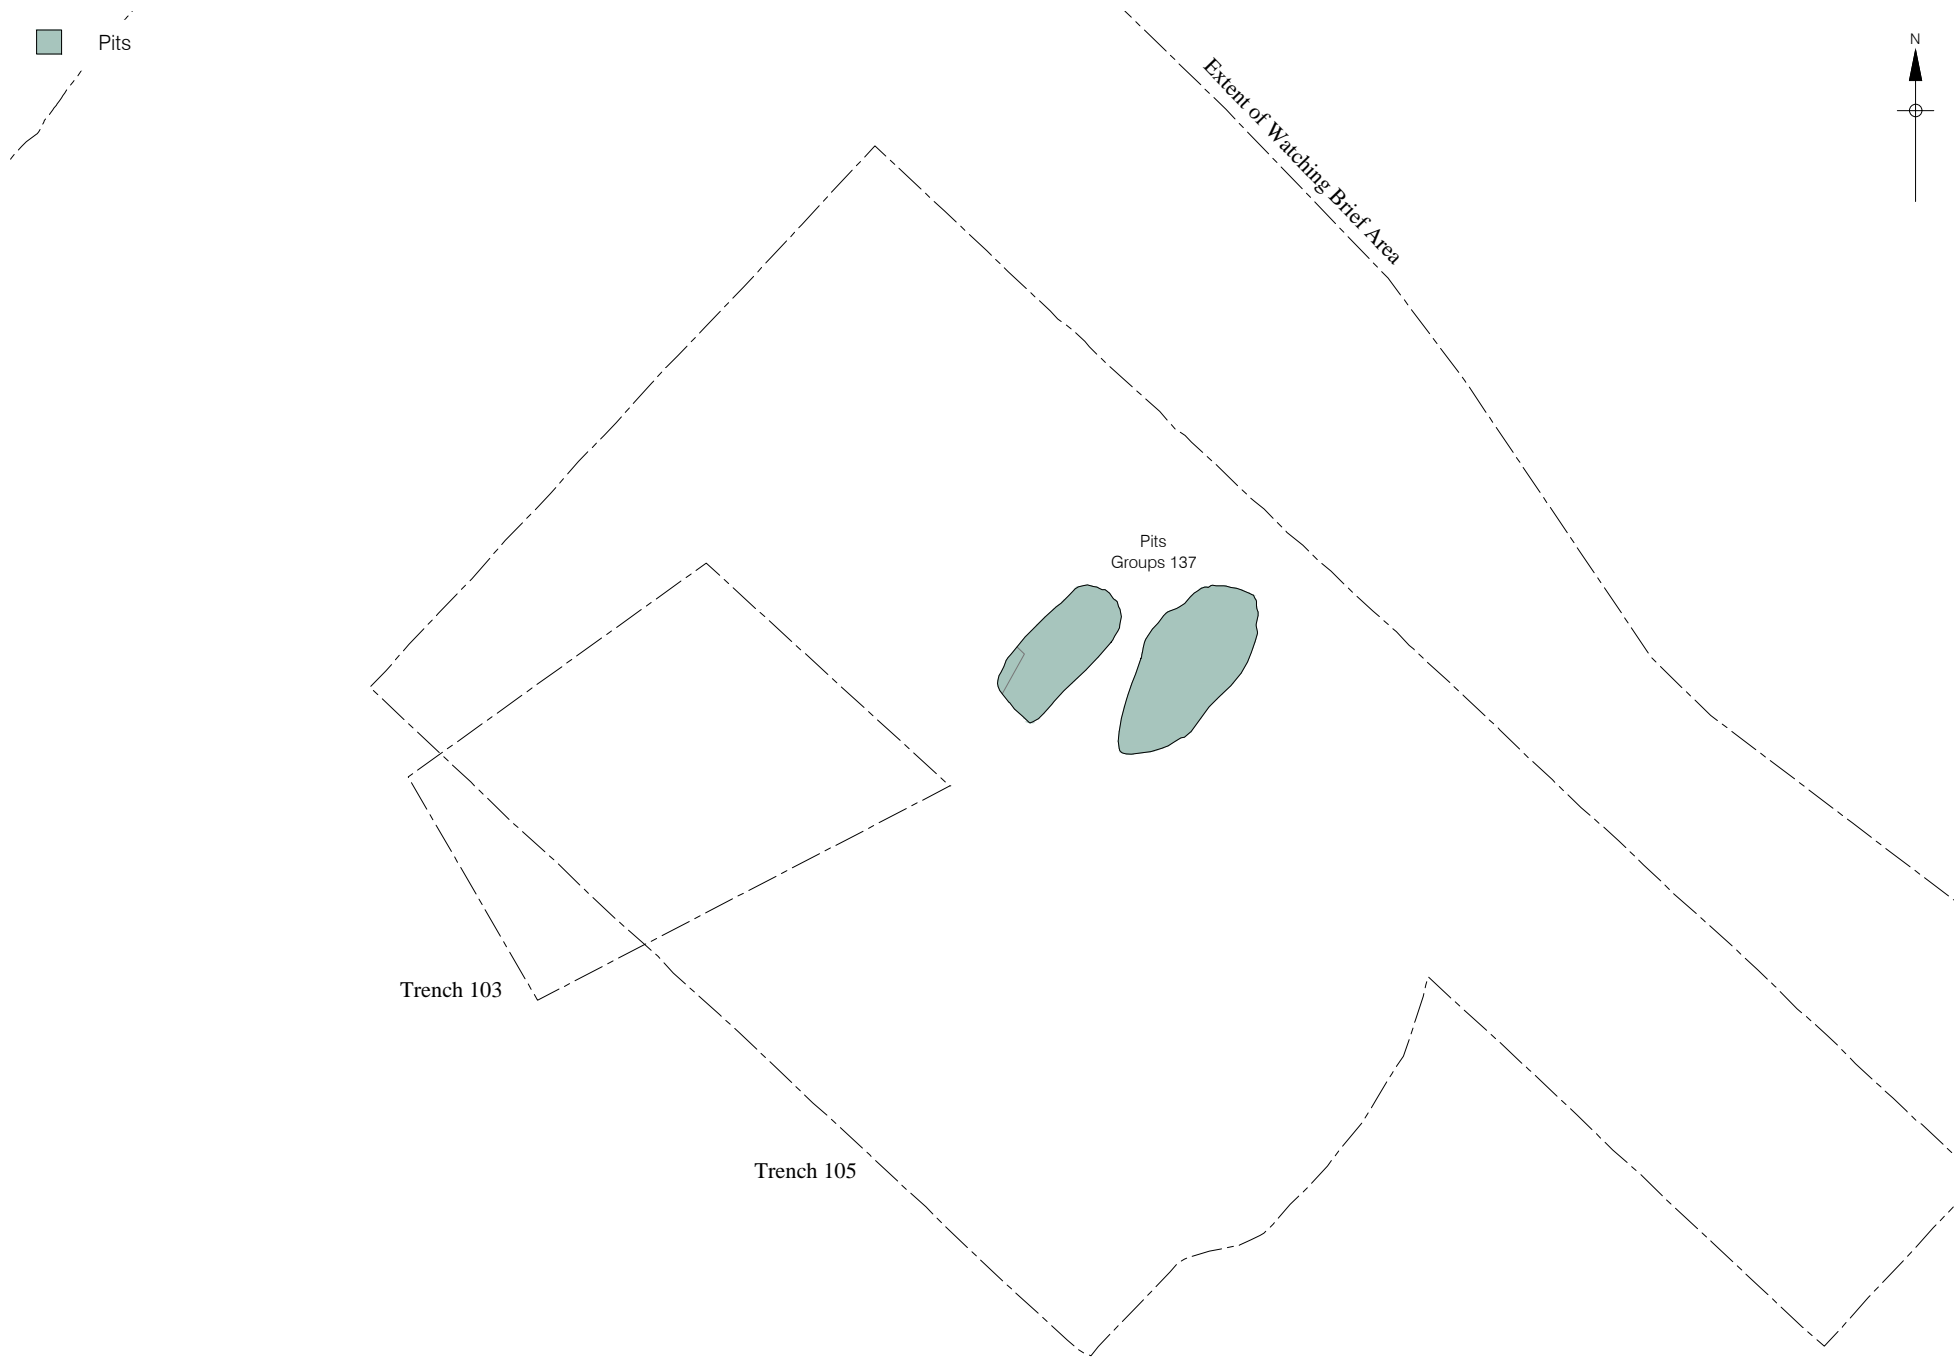 Pits
N
Extent of Watching Brief Area
Pits
Groups 137
Trench 103
Trench 105